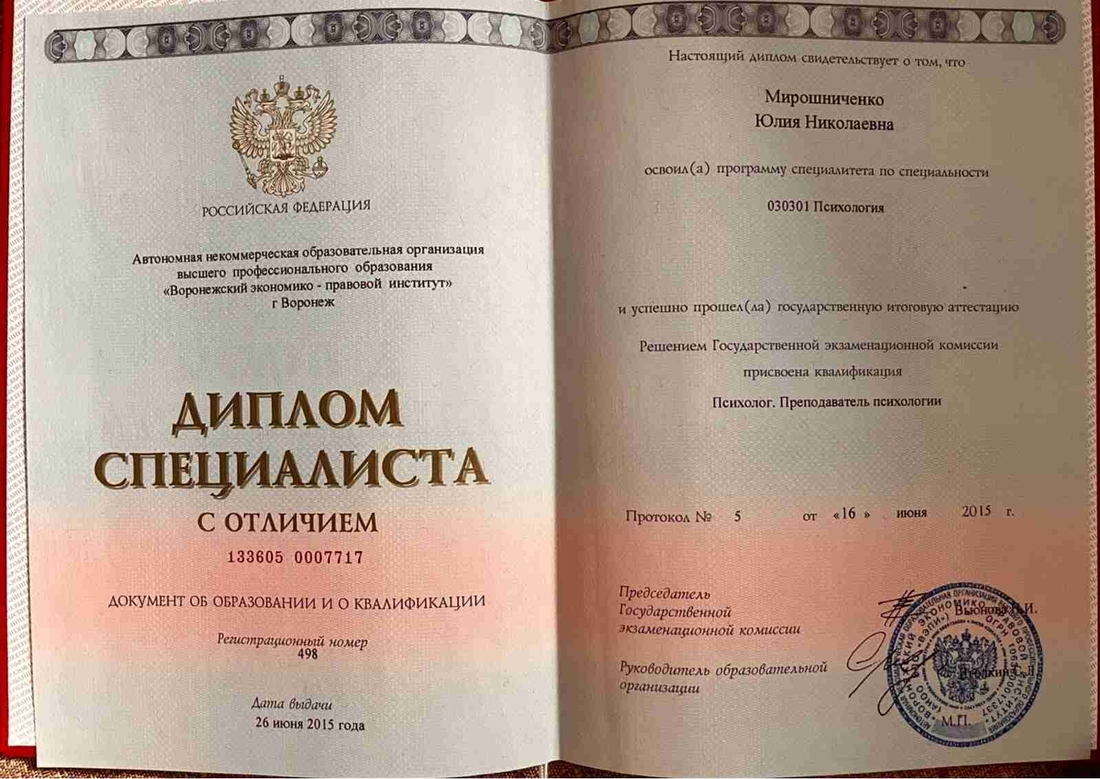 РОССИЙСКАЯ ФЕДЕРАЦИЯ
Автономная некоммерческая образовательная организация
высшего профессионального образования
«Воронежский экономико - правовой институт»
г Воронеж
ДИПЛОМ
СПЕЦИАЛИСТА
С ОТЛИЧИЕМ
133605 0007717
ДОКУМЕНТ ОБ ОБРАЗОВАНИИ И О КВАЛИФИКАЦИИ
Регистрационный номер
498
Дата выдачи
26 июня 2015 года
Настоящий диплом свидетельствует о том, что
Мирошниченко
Юлия Николаевна
освоил(а) программу специалитета по специальности
030301 Психология
и успешно прошел(ла) государственную итоговую аттестацию
Решением Государственной экзаменационной комиссии
присвоена квалификация
Психолог. Преподаватель психологии
Протокол № 5 от «16 » июня 2015 г.
Председатель
Государственной
экзаменационной комиссии
Руководитель образовательной
организации
М.П.